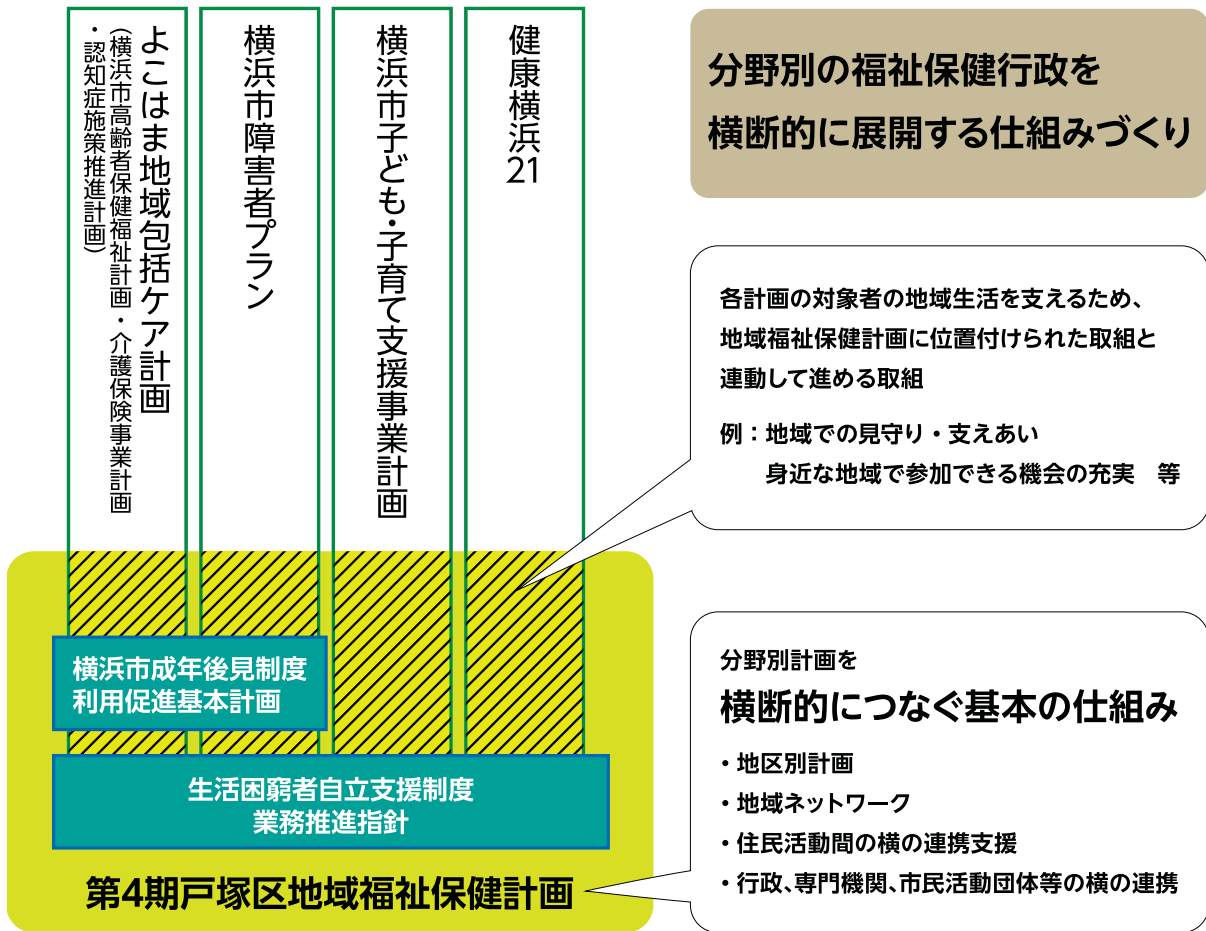 よこはま地域包括ケア計画
(横浜市高齢者保健福祉計画・介護保険事業計画
・認知症施策推進計画)
横浜市障害者プラン
横浜市子ども・子育て支援事業計画
健康横浜21
分野別の福祉保健行政を
横断的に展開する仕組みづくり
各計画の対象者の地域生活を支えるため、
地域福祉保健計画に位置付けられた取組と
連動して進める取組
例：地域での見守り・支えあい
身近な地域で参加できる機会の充実　等
横浜市成年後見制度
利用促進基本計画
生活困窮者自立支援制度
業務推進指針
第4期戸塚区地域福祉保健計画
分野別計画を
横断的につなぐ基本の仕組み
・地区別計画
・地域ネットワーク
・住民活動間の横の連携支援
・行政、専門機関、市民活動団体等の横の連携